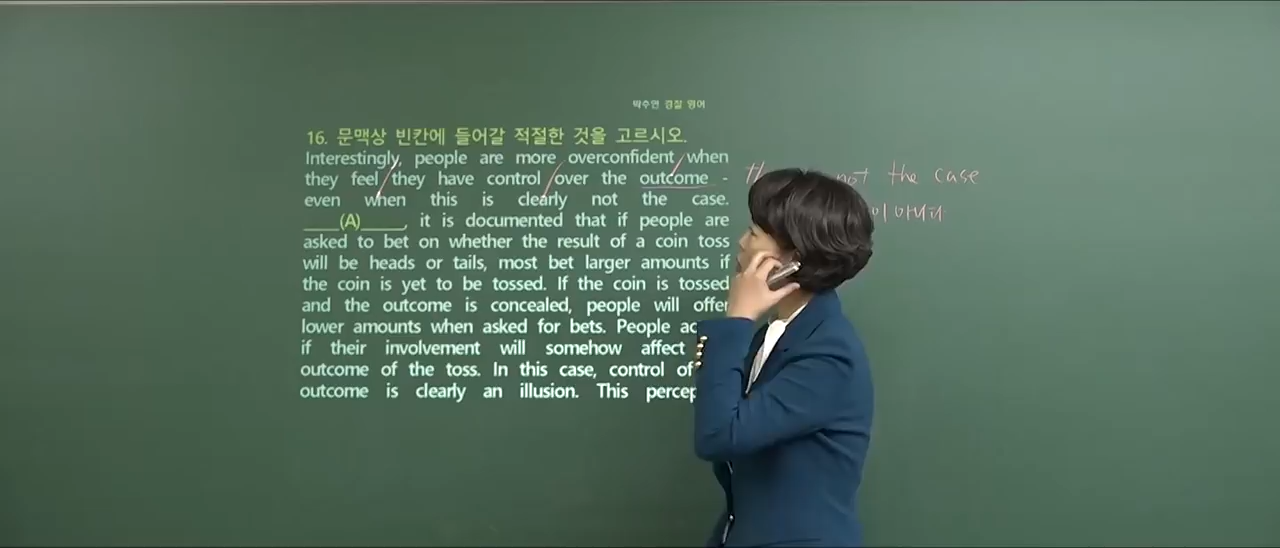 박수연 경찰 영어
16. 문맥상 빈칸에 들어갈 적절한 것을 고르시오.
Interestingly, people are more overconfident when
they feel they have control over the outcome -
even when this is clearly not the case.
____(A)____, it is documented that if people are
asked to bet on whether the result of a coin toss
will be heads or tails, most bet larger amounts if
the coin is yet to be tossed. If the coin is tossed
and the outcome is concealed, people will offer
lower amounts when asked for bets. People
if their involvement will somehow affect
outcome of the toss. In this case, control of
outcome is clearly an illusion. This
not the case
아니다